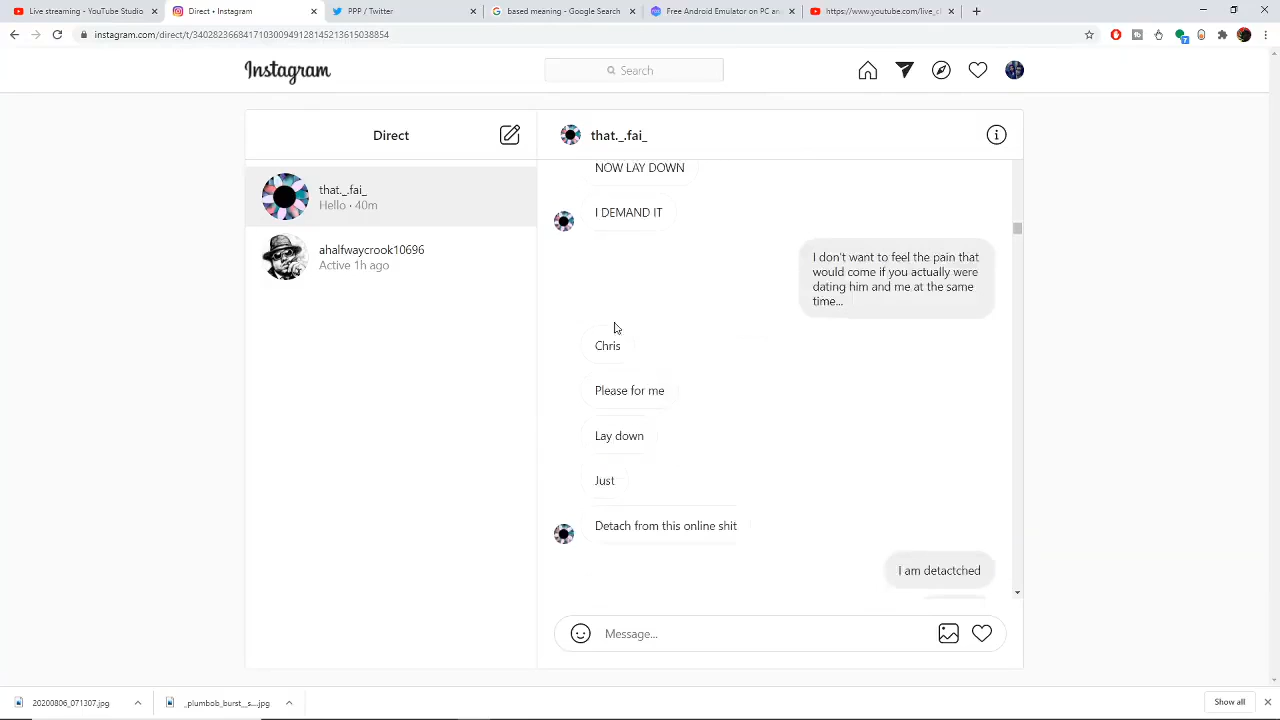 Live streaming - YouTube Studio
Direct • Instagram
PPP / Twitter
based meaning - Google Search
Free Android Emulator on PC an
https://www.youtube.com/live_cl
instagram.com/direct/t/340282366841710300949128145213615038854
Instagram
Search
Direct
that._.fai_
that._.fai_
Hello · 40m
ahalfwaycrook10696
Active 1h ago
NOW LAY DOWN
I DEMAND IT
I don't want to feel the pain that
would come if you actually were
dating him and me at the same
time...
Chris
Please for me
Lay down
Just
Detach from this online shit
I am detactched
Message...
20200806_071307.jpg
_plumbob_burst__s....jpg
Show all